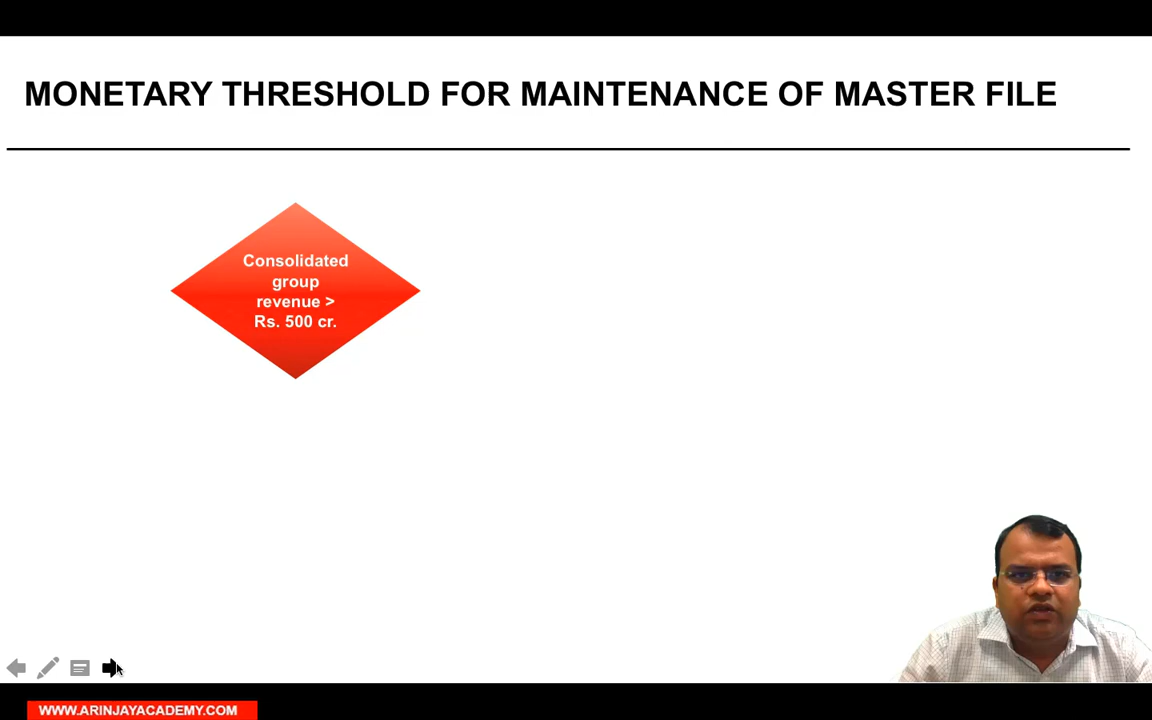 MONETARY THRESHOLD FOR MAINTENANCE OF MASTER FILE
Consolidated
group
revenue >
Rs. 500 cr.
WWW.ARINJAYACADEMY.COM